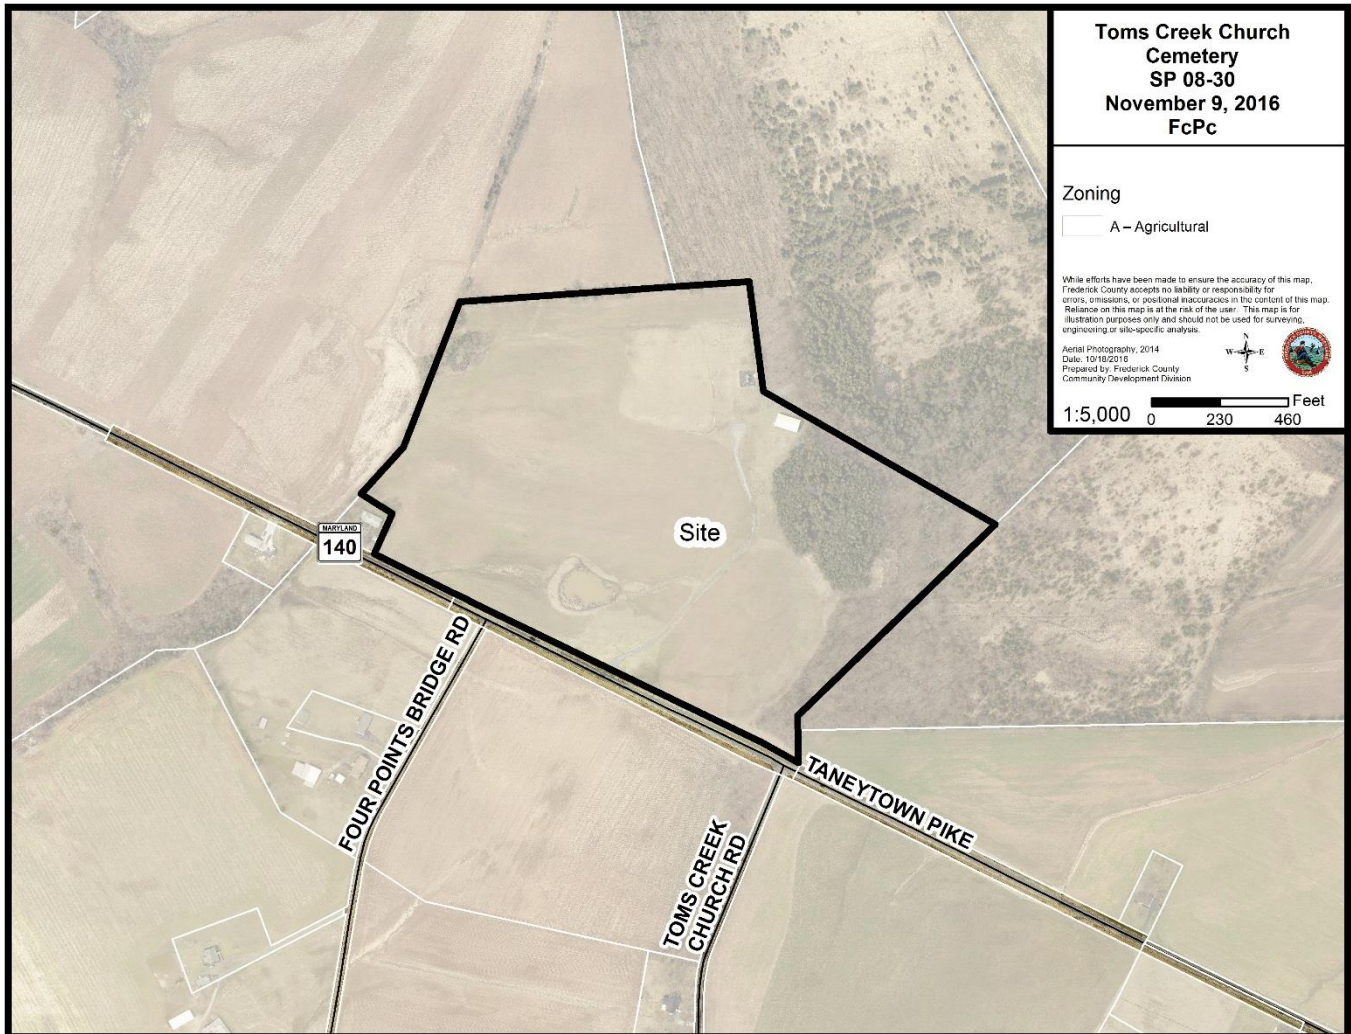 Toms Creek Church
Cemetery
SP 08-30
November 9, 2016
FcPc
Zoning
A – Agricultural
While efforts have been made to ensure the accuracy of this map,
Frederick County accepts no liability or responsibility for
errors, omissions, or positional inaccuracies in the content of this map.
Reliance on this map is at the risk of the user. This map is for
illustration purposes only and should not be used for surveying,
engineering or site-specific analysis.
Aerial Photography, 2014
Date: 10/18/2016
Prepared by: Frederick County
Community Development Division
N
W E
S
1:5,000
Feet
0 230 460
Site
MARYLAND
140
FOUR POINTS BRIDGE RD
TOMS CREEK
CHURCH RD
TANEYTOWN PIKE